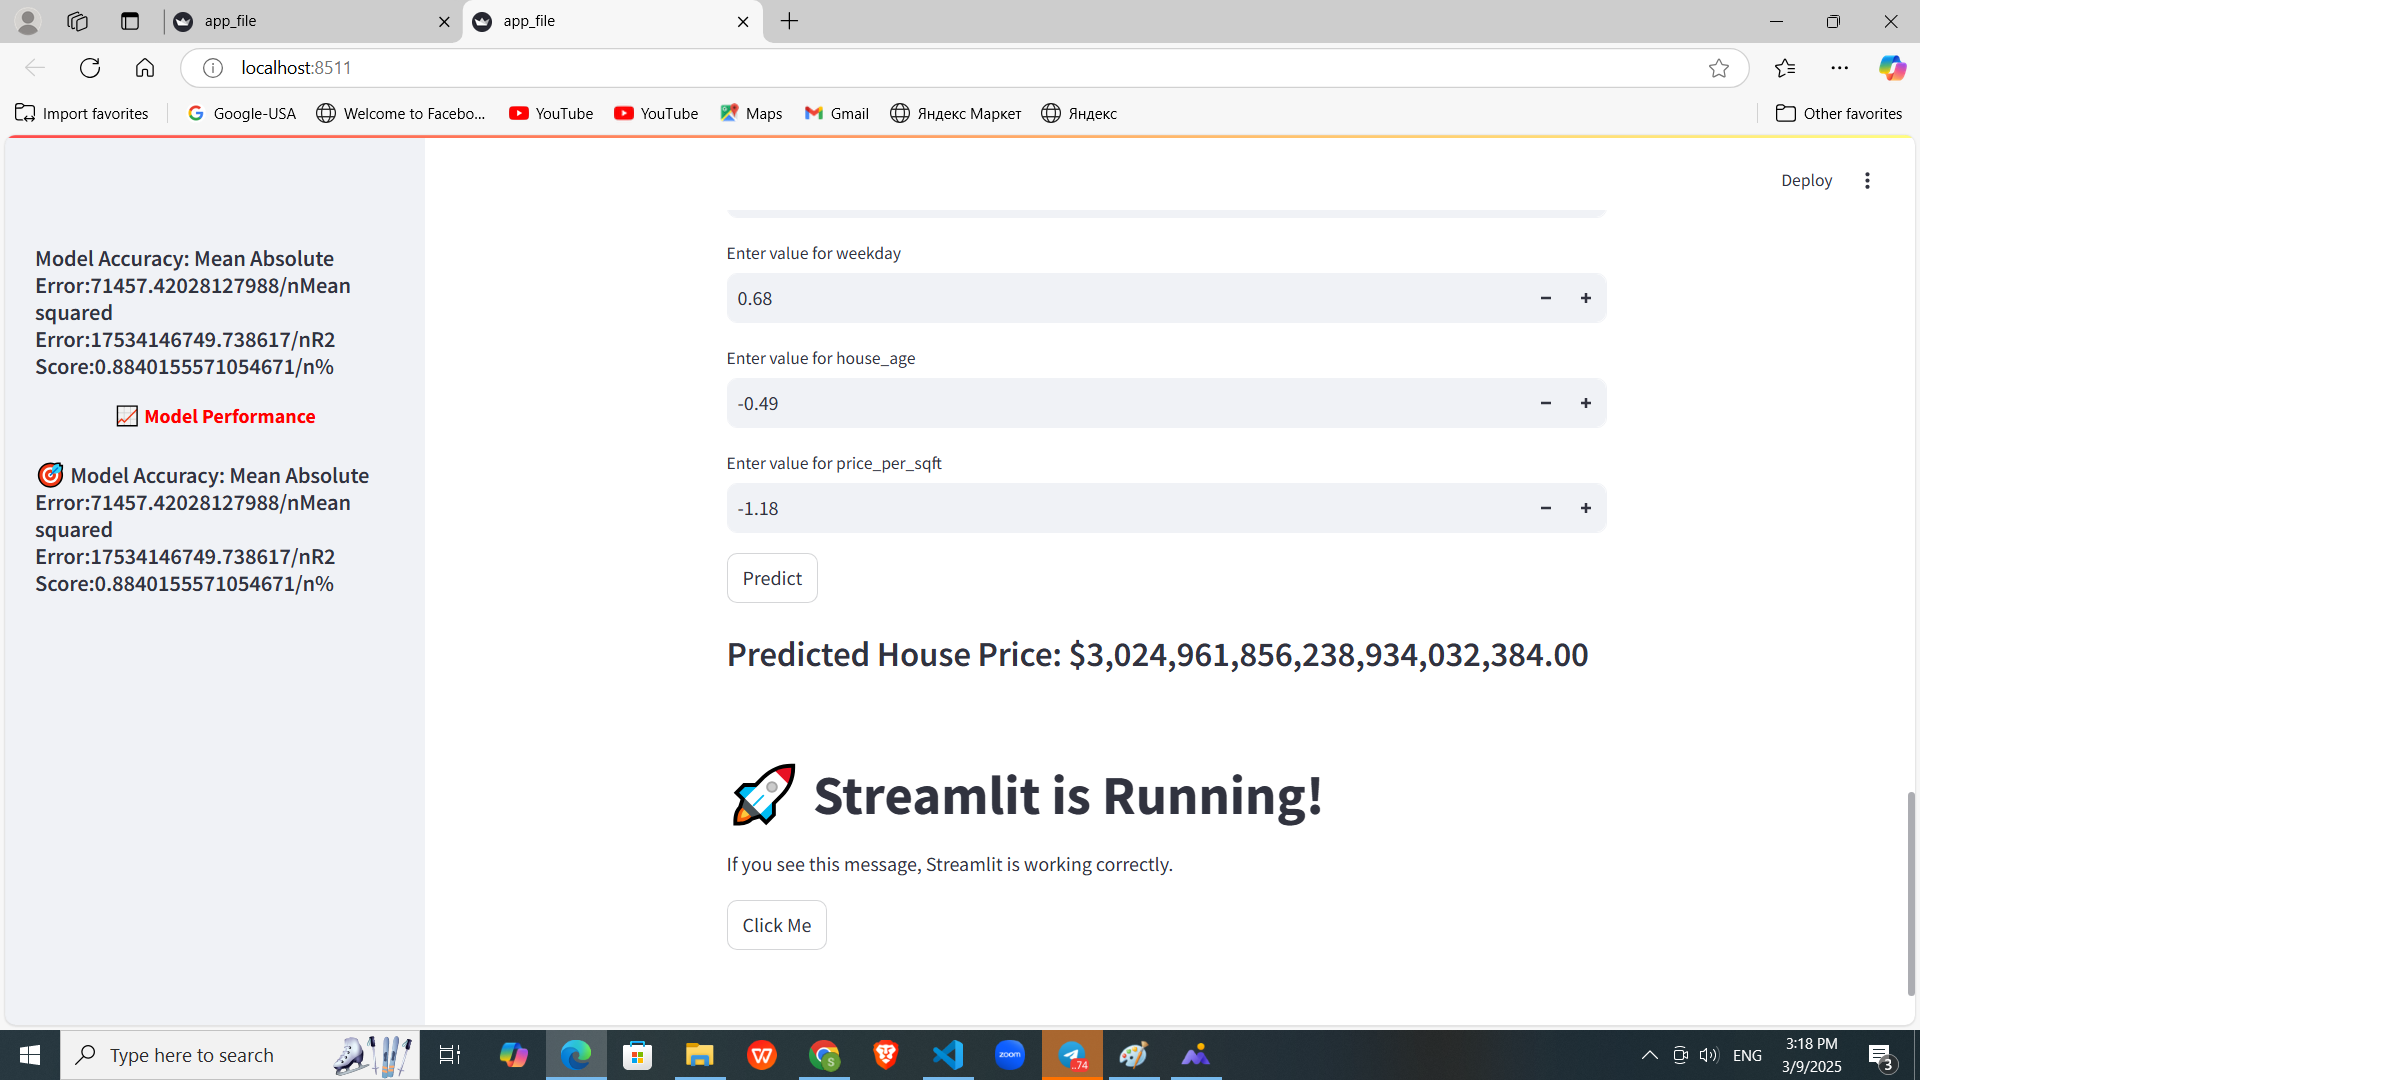 app_file
app_file
localhost:8511
Import favorites
Google-USA
Welcome to Facebo...
YouTube
YouTube
Maps
Gmail
Яндекс Маркет
Яндекс
Other favorites
Deploy
Model Accuracy: Mean Absolute
Error:71457.42028127988/nMean
squared
Error:17534146749.738617/nR2
Score:0.8840155571054671/n%
Model Performance
Model Accuracy: Mean Absolute
Error:71457.42028127988/nMean
squared
Error:17534146749.738617/nR2
Score:0.8840155571054671/n%
Enter value for weekday
0.68
Enter value for house_age
-0.49
Enter value for price_per_sqft
-1.18
Predict
Predicted House Price: $3,024,961,856,238,934,032,384.00
Streamlit is Running!
If you see this message, Streamlit is working correctly.
Click Me
Type here to search
W
S
zoom
..74
ENG
3:18 PM
3/9/2025
3